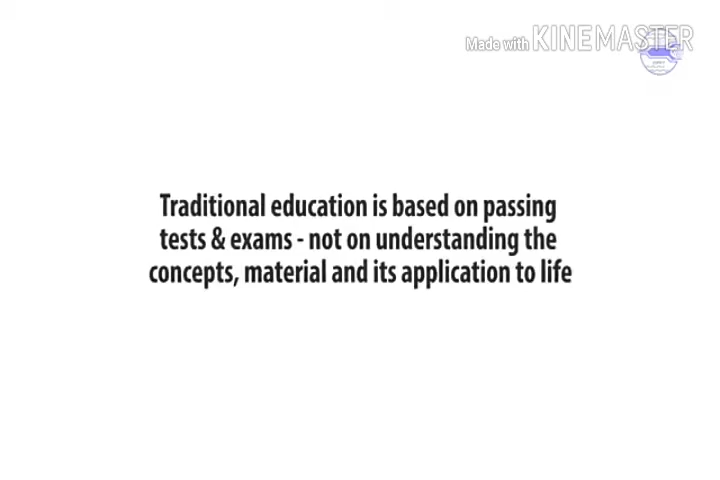 Made with KINEMASTER
Traditional education is based on passing
tests & exams - not on understanding the
concepts, material and its application to life